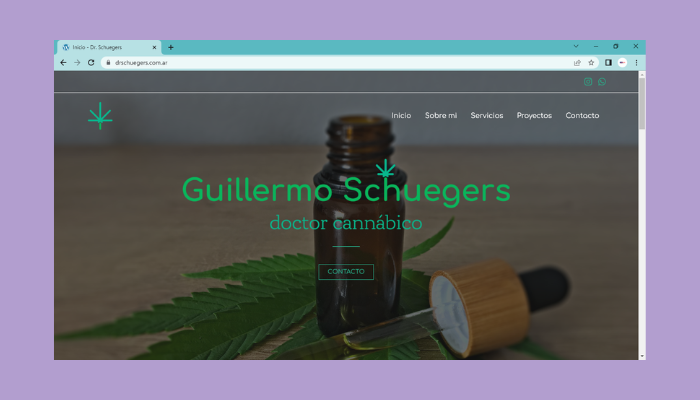 Inicio - Dr. Schuegers
drschuegers.com.ar
Inicio Sobre mi Servicios Proyectos Contacto
Guillermo Schuegers
doctor cannábico
CONTACTO